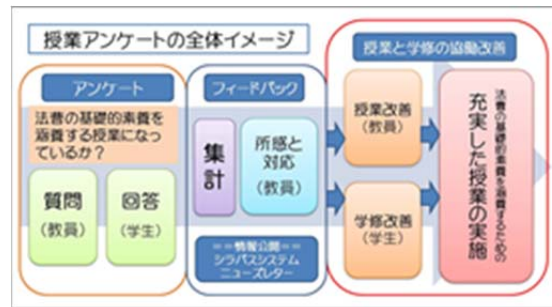 授業アンケートの全体イメージ
アンケート
法曹の基礎的素養を
涵養する授業になっ
ているか?
質問
(教員)
回答
(学生)
フィードバック
集計
所感と
対応
(教員)
==情報公開==
シラバスシステム
ニューズレター
授業と学修の協働改善
授業改善
(教員)
学修改善
(学生)
法曹の基礎的素養を涵養するための
充実した授業の実施